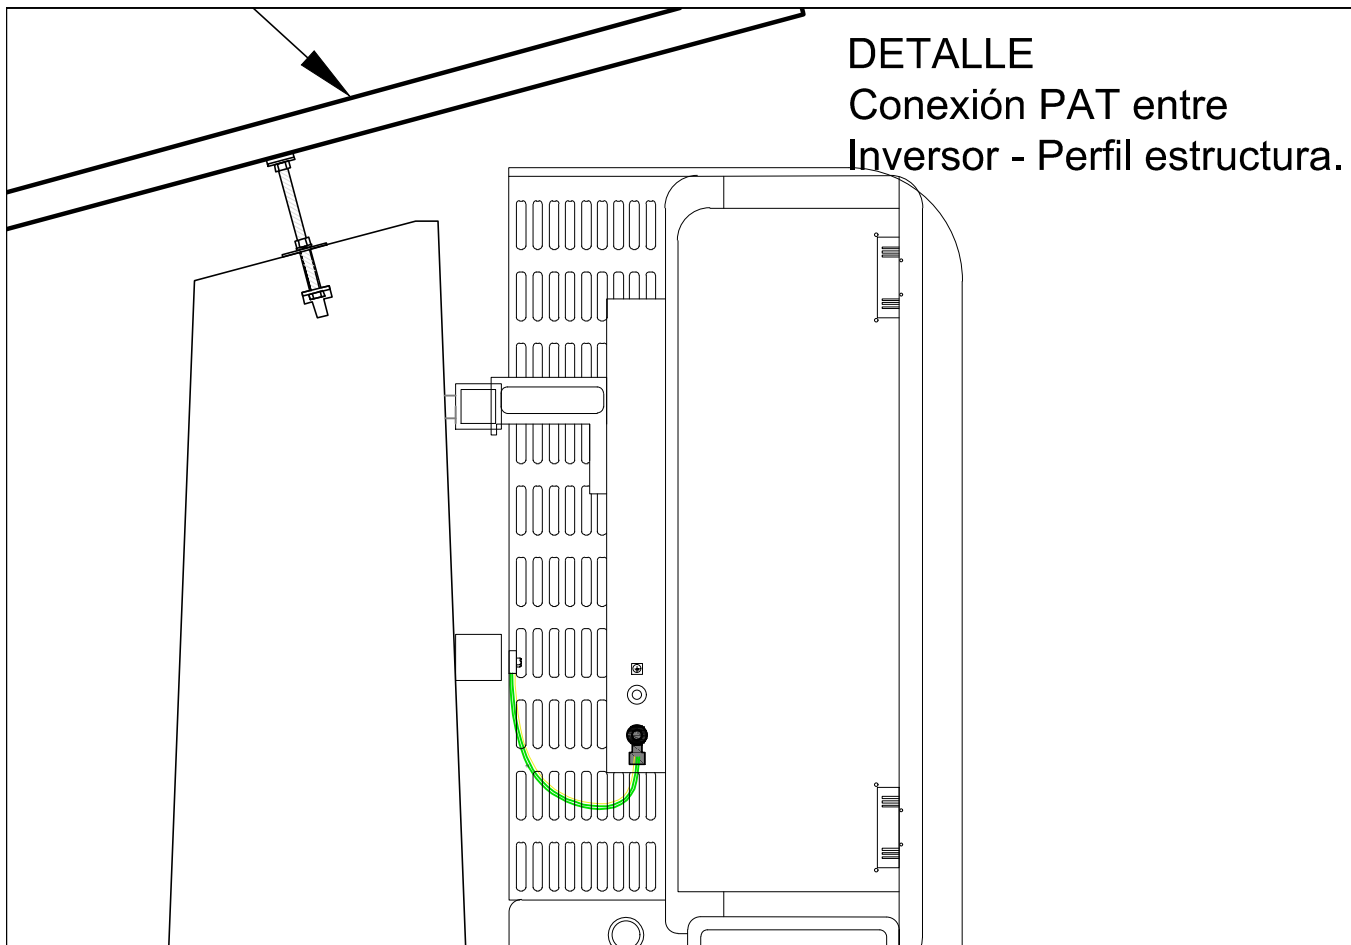 DETALLE
Conexión PAT entre
Inversor - Perfil estructura.